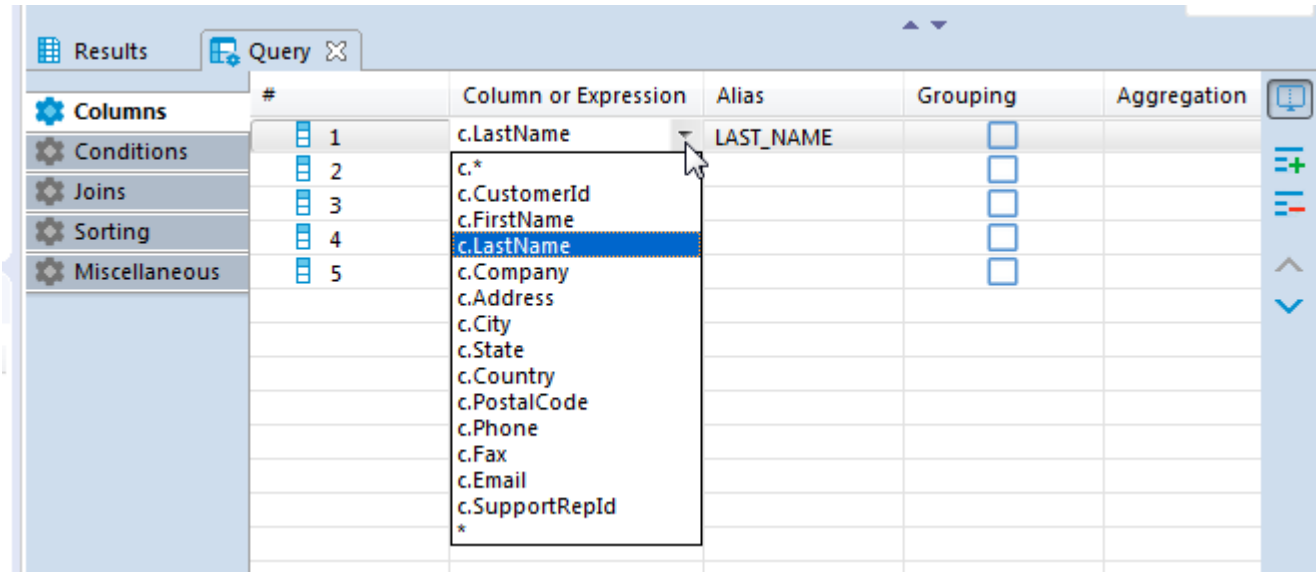 Results Query
# Column or Expression Alias Grouping Aggregation
Columns
Conditions
Joins
Sorting
Miscellaneous
1 c.LastName LAST_NAME
2
3
4
5
c.*
c.CustomerId
c.FirstName
c.LastName
c.Company
c.Address
c.City
c.State
c.Country
c.PostalCode
c.Phone
c.Fax
c.Email
c.SupportRepId
*